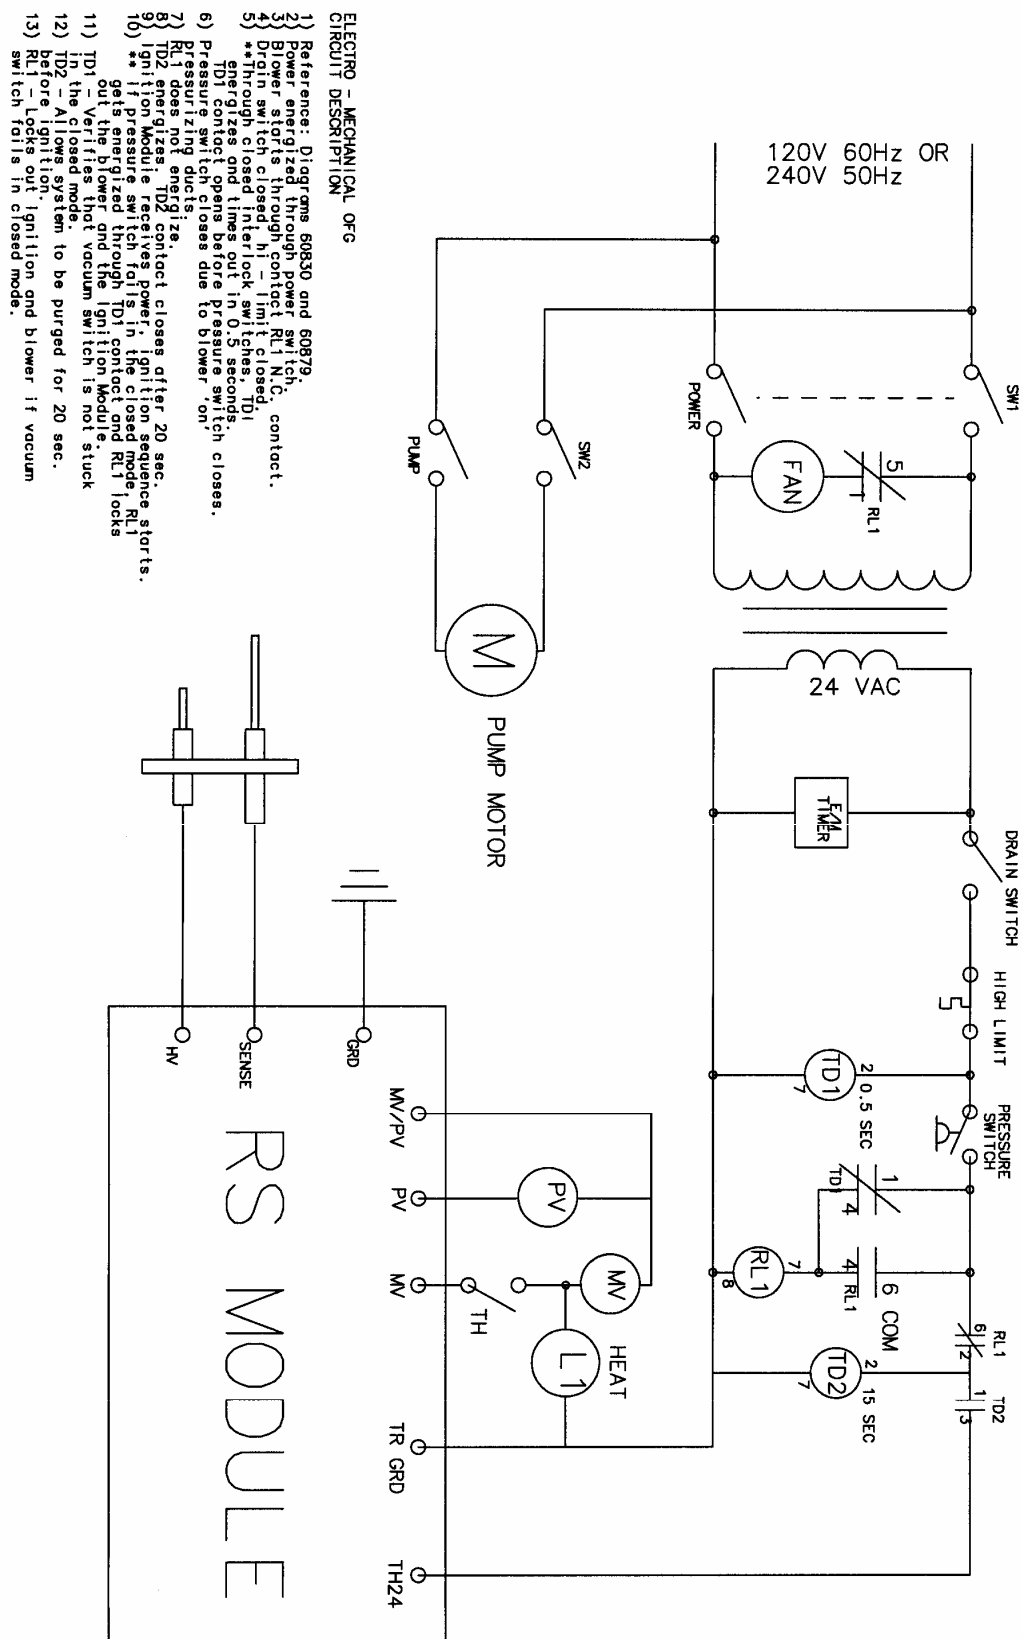 ELECTRO - MECHANICAL OFG
CIRCUIT DESCRIPTION
1) Reference: Diagrams 60830 and 60879.
2) Power energized through power switch.
3) Blower starts through contact RL1 N.C. contact.
4) Drain switch closed, hi - limit closed.
5) **Through closed interlock switches, TD1
energizes and times out in 0.5 seconds.
TD1 contact opens before pressure switch closes.
6) Pressure switch closes due to blower 'on'
pressurizing ducts.
7) RL1 does not energize.
8) TD2 energizes. TD2 contact closes after 20 sec.
9) Ignition Module receives power, ignition sequence starts.
10) ** If pressure switch fails in the closed mode, RL1
gets energized through TD1 contact and RL1 locks
out the blower and the Ignition Module.
11) TD1 - Verifies that vacuum switch is not stuck
in the closed mode.
12) TD2 - Allows system to be purged for 20 sec.
before ignition.
13) RL1 - Locks out ignition and blower if vacuum
switch fails in closed mode.
120V 60Hz OR
240V 50Hz
SW1
POWER
FAN
5
1
RL1
SW2
PUMP
M
PUMP MOTOR
24 VAC
E/M
TIMER
DRAIN SWITCH
HIGH LIMIT
TD1
2
7
0.5 SEC
PRESSURE
SWITCH
TD1
1
4
RL1
7
8
4
RL1
6 COM
RL1
6
2
TD2
2
7
15 SEC
TD2
1
3
HV
SENSE
GRD
MV/PV
PV
MV
TR GRD
TH24
PV
MV
TH
L1
HEAT
RS MODULE